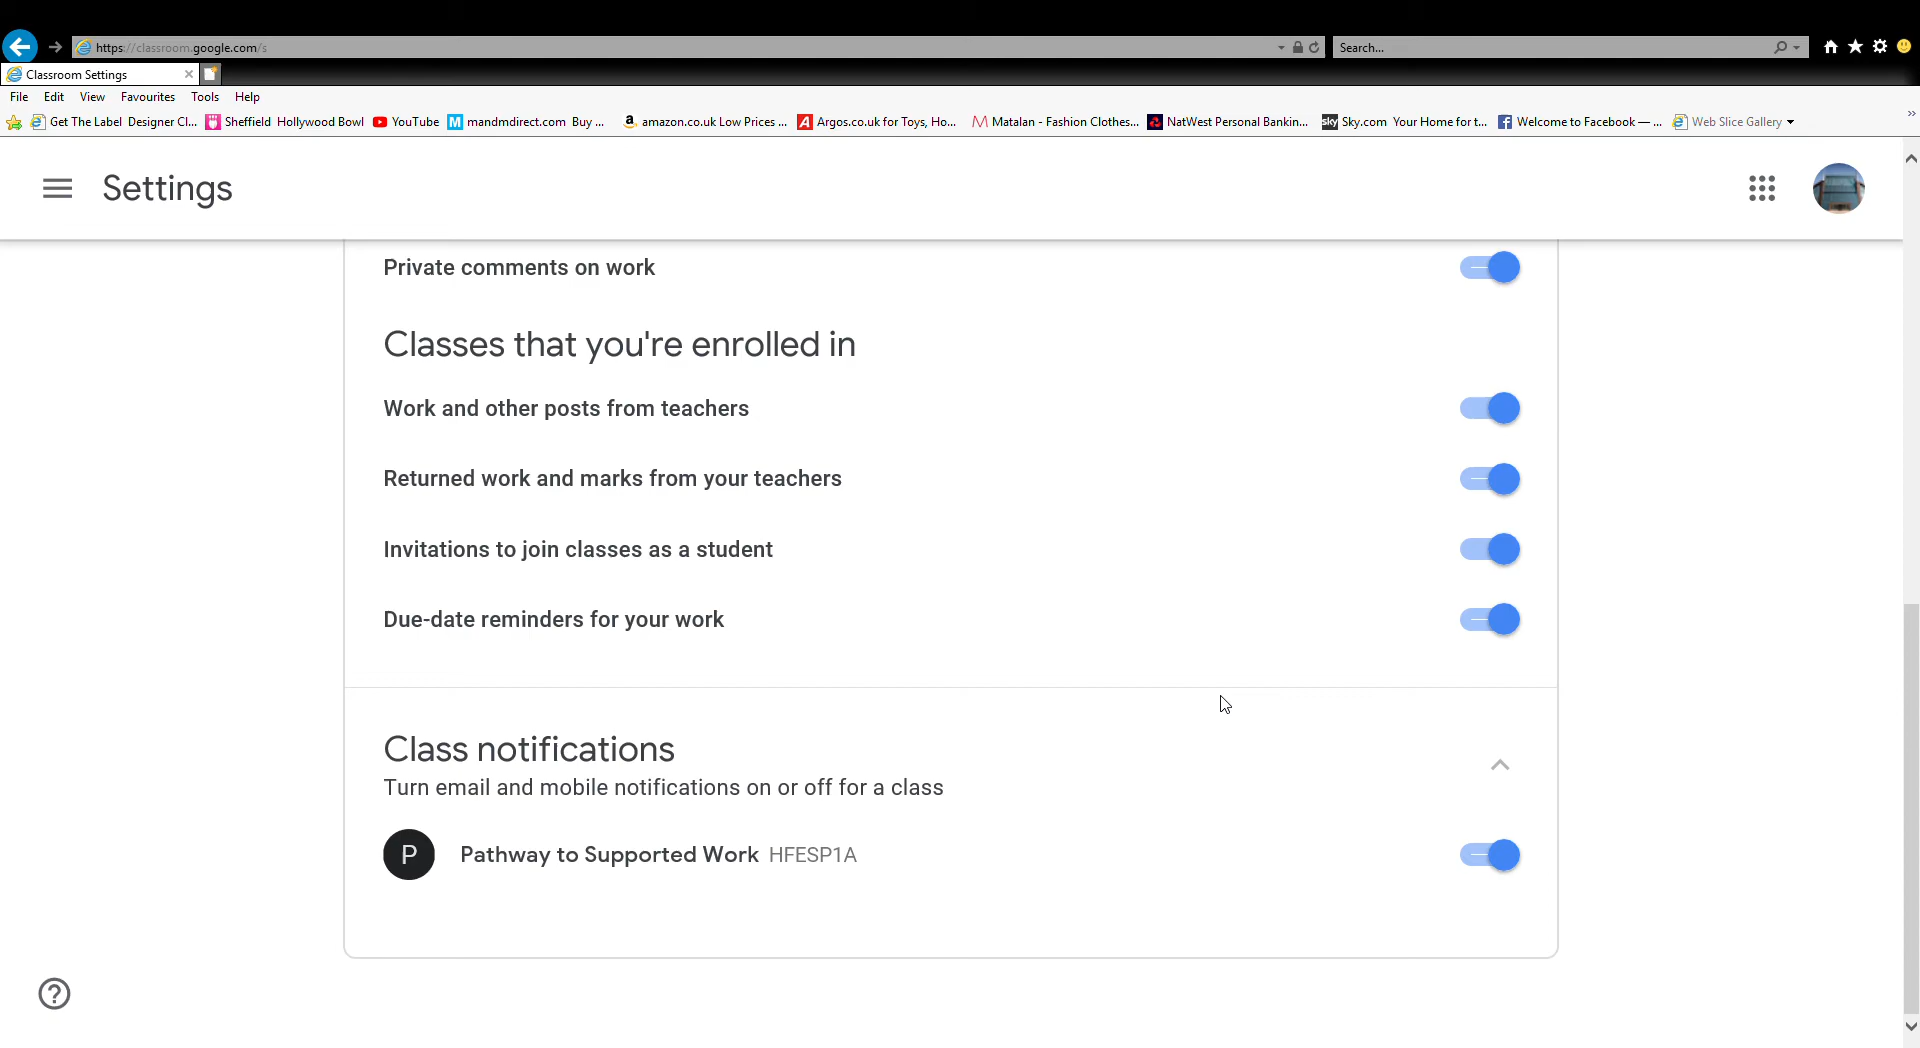 https://classroom.google.com/s
Search...
Classroom Settings
File Edit View Favourites Tools Help
Get The Label Designer Cl... Sheffield Hollywood Bowl YouTube M mandmdirect.com Buy ... a amazon.co.uk Low Prices ... A Argos.co.uk for Toys, Ho... M Matalan - Fashion Clothes... NatWest Personal Bankin... sky Sky.com Your Home for t... f Welcome to Facebook — ... Web Slice Gallery
Settings
Private comments on work
Classes that you're enrolled in
Work and other posts from teachers
Returned work and marks from your teachers
Invitations to join classes as a student
Due-date reminders for your work
Class notifications
Turn email and mobile notifications on or off for a class
P Pathway to Supported Work HFESP1A